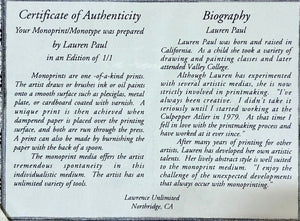 Certificate of Authenticity
Your Monoprint/Monotype was prepared
by Lauren Paul
in an Edition of 1/1
Monoprints are one -of-a-kind prints.
The artist draws or brushes ink or oil paints
onto a smooth surface such as plexiglas, metal
plate, or cardboard coated with varnish. A
unique print is then achieved when
dampened paper is placed over the printing
surface, and both are run through the press.
A print can also be made by burnishing the
paper with the back of a spoon.
The monoprint media offers the artist
tremendous spontaneity in this
individualistic medium. The artist has an
unlimited variety of tools.
Biography
Lauren Paul
Lauren Paul was born and raised in
California. As a child she took a variety of
drawing and painting classes and later
attended Valley College.
Although Lauren has experimented
with several artistic medias, she is now
strictly involved in printmaking. "I've
always been creative. I didn't take it
seriously until I started working at the
Culpepper Atlier in 1979. At that time I
fell in love with the printmaking process and
have worked at it ever since."
After many years of printing for other
artist, Lauren has developed her own artistic
talents. Her lively abstract style is well suited
to the monoprint medium. "I enjoy the
challenge of the unexpected developments
that always occur with monoprinting."
Lawrence Unlimited
Northridge, CA